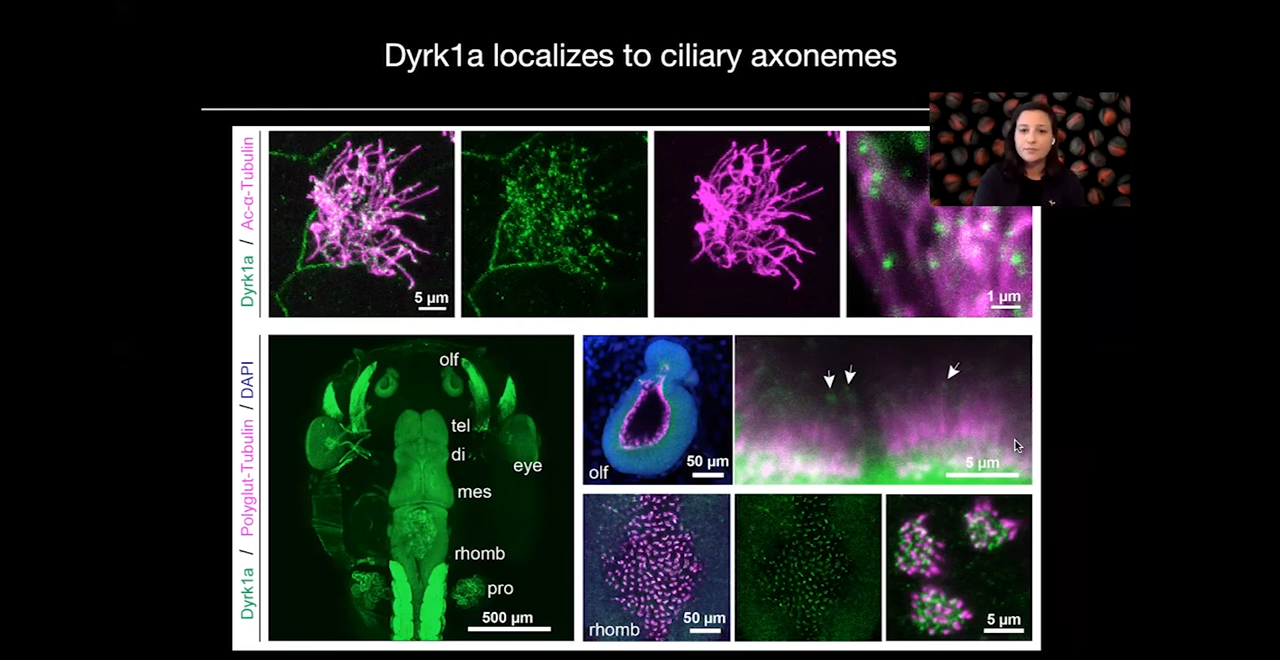 Dyrk1a localizes to ciliary axonemes
Dyrk1a / Ac-α-Tubulin
5 µm
1 µm
Dyrk1a / Polyglut-Tubulin / DAPI
olf
tel
di
eye
mes
rhomb
pro
500 µm
olf
50 µm
5 µm
rhomb
50 µm
5 µm